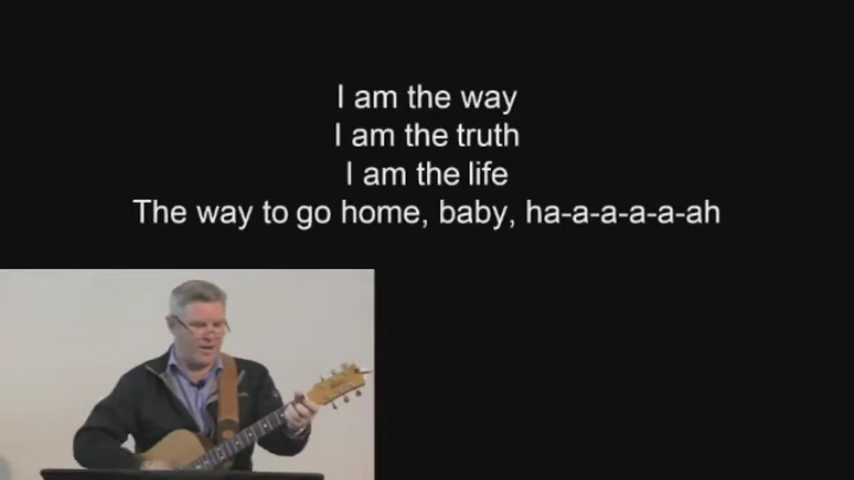 I am the way
I am the truth
I am the life
The way to go home, baby, ha-a-a-a-a-ah